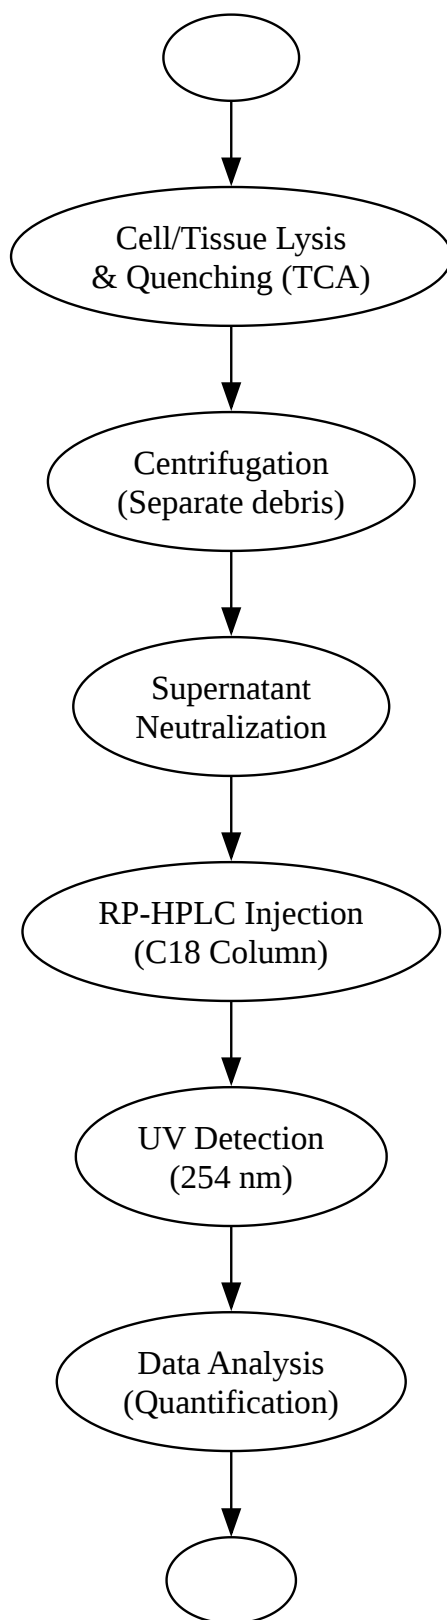 Cell/Tissue Lysis
& Quenching (TCA)
Centrifugation
(Separate debris)
Supernatant
Neutralization
RP-HPLC Injection
(C18 Column)
UV Detection
(254 nm)
Data Analysis
(Quantification)